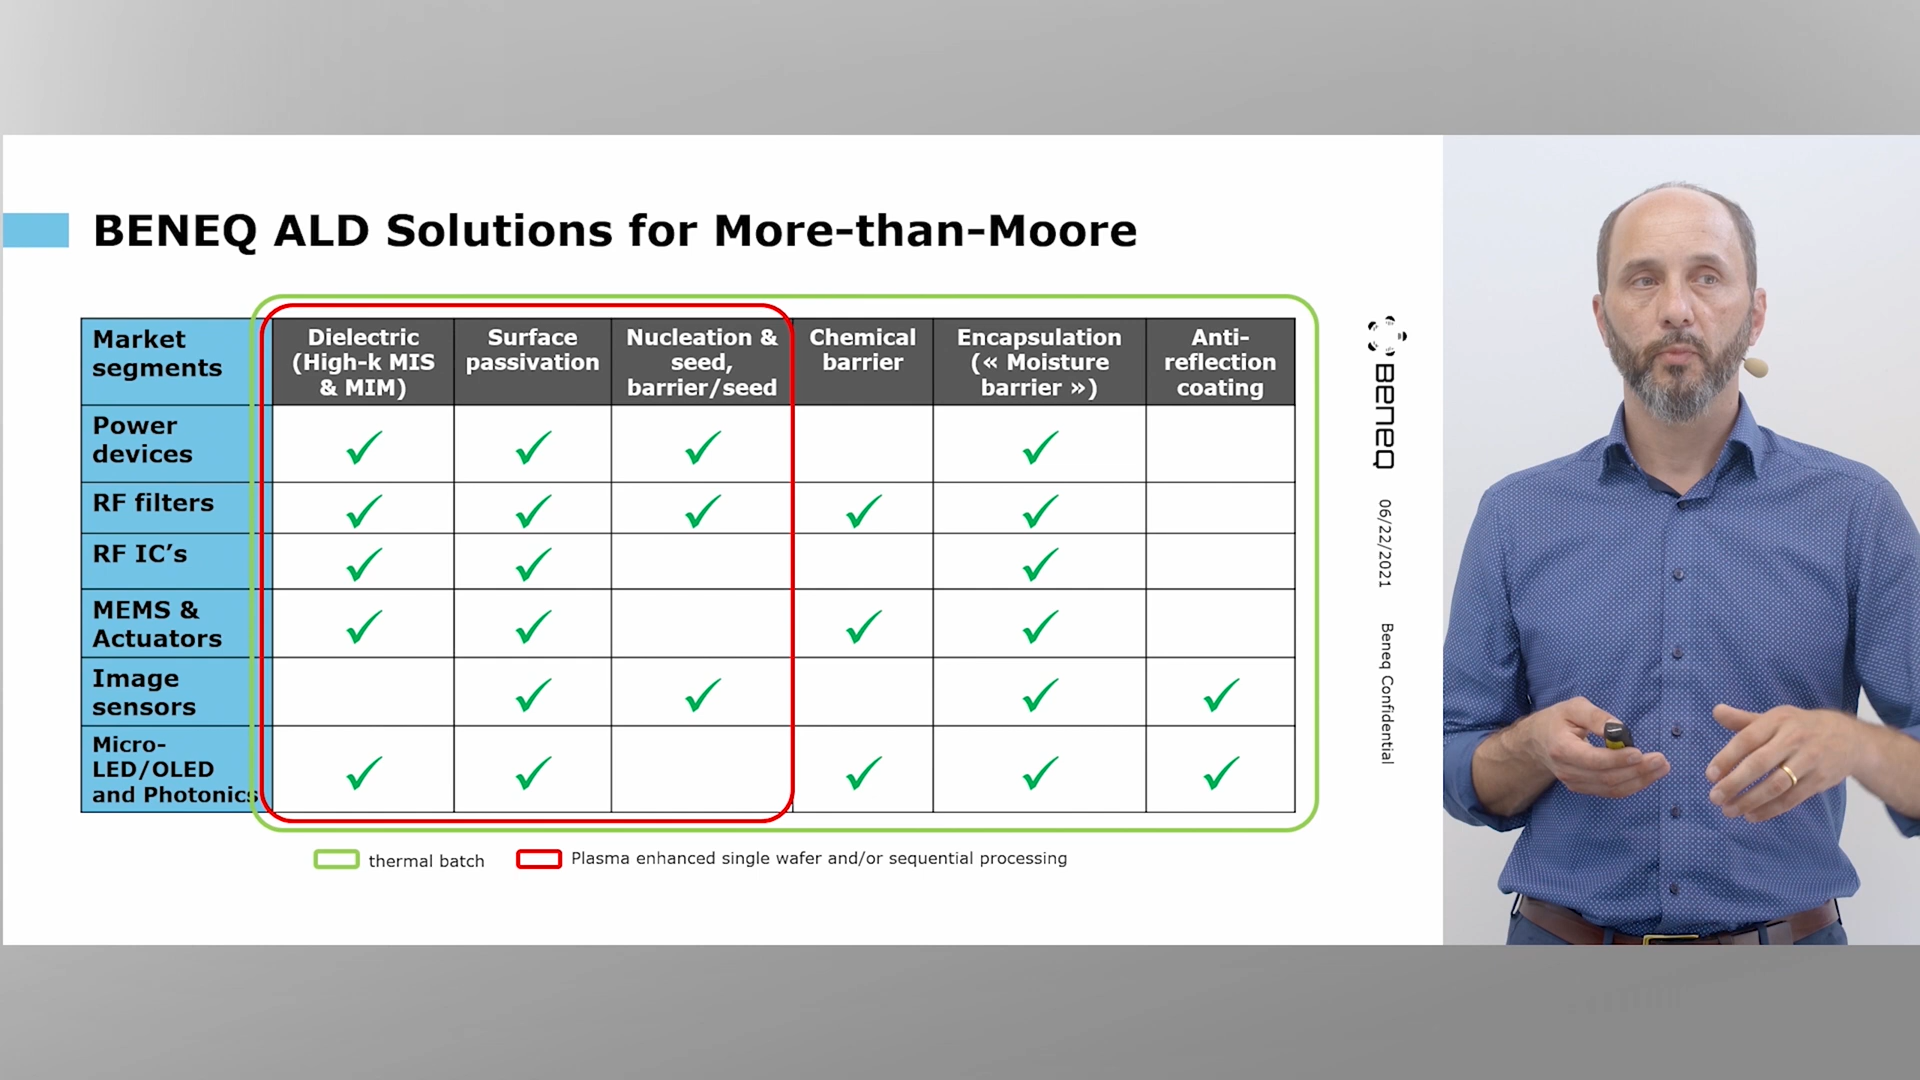 BENEQ ALD Solutions for More-than-Moore
Market
segments
Dielectric
(High-k MIS
& MIM)
Surface
passivation
Nucleation &
seed,
barrier/seed
Chemical
barrier
Encapsulation
(« Moisture
barrier »)
Anti-
reflection
coating
Power
devices
✓ ✓ ✓ ✓
RF filters
✓ ✓ ✓ ✓ ✓
RF IC’s
✓ ✓ ✓
MEMS &
Actuators
✓ ✓ ✓ ✓
Image
sensors
✓ ✓ ✓ ✓
Micro-
LED/OLED
and Photonics
✓ ✓ ✓ ✓ ✓
thermal batch
Plasma enhanced single wafer and/or sequential processing
BENEQ
06/22/2021
Beneq Confidential